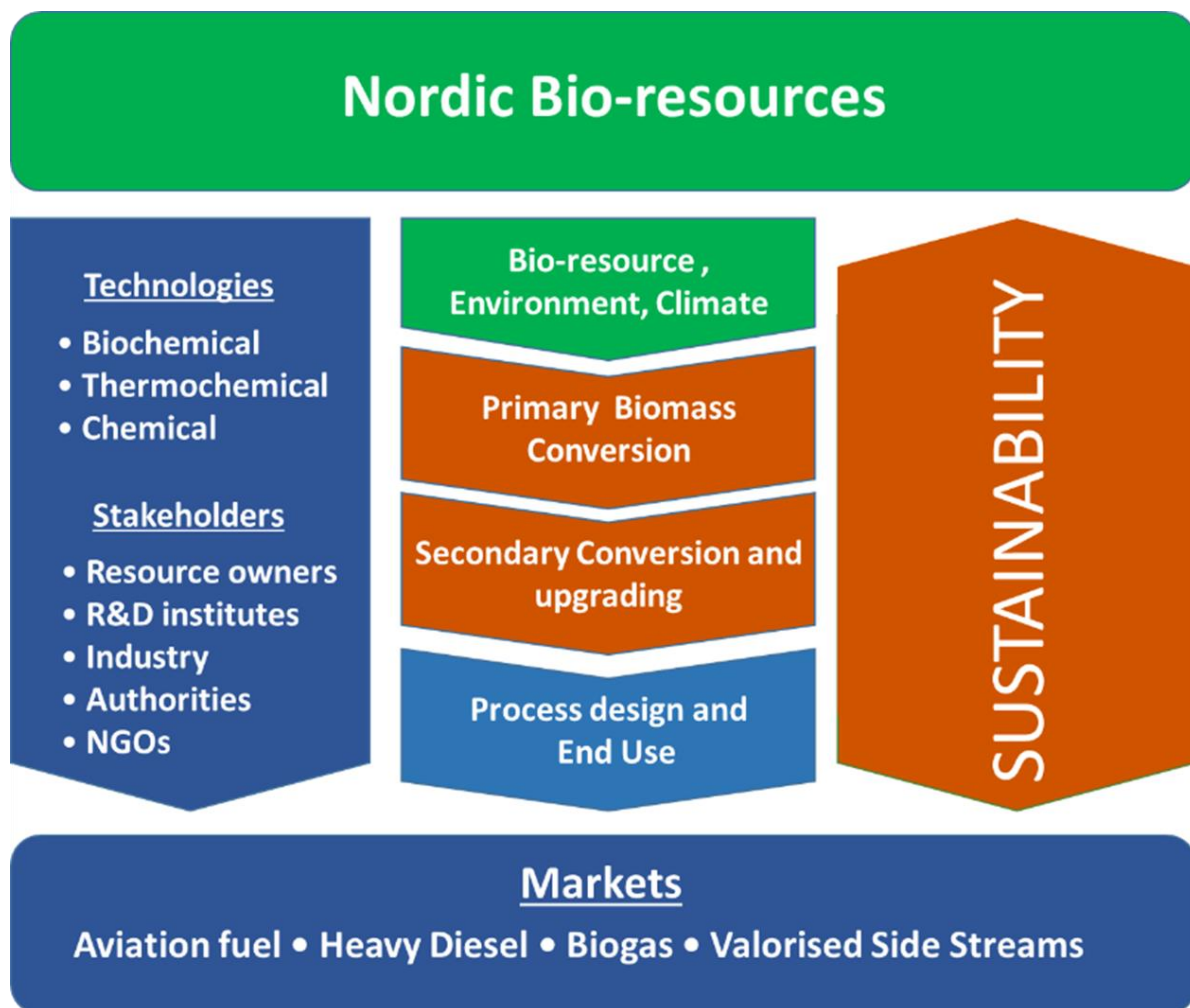 Nordic Bio-resources
Technologies
• Biochemical
• Thermochemical
• Chemical
Stakeholders
• Resource owners
• R&D institutes
• Industry
• Authorities
• NGOs
Bio-resource ,
Environment, Climate
Primary Biomass
Conversion
Secondary Conversion and
upgrading
Process design and
End Use
SUSTAINABILITY
Markets
Aviation fuel • Heavy Diesel • Biogas • Valorised Side Streams